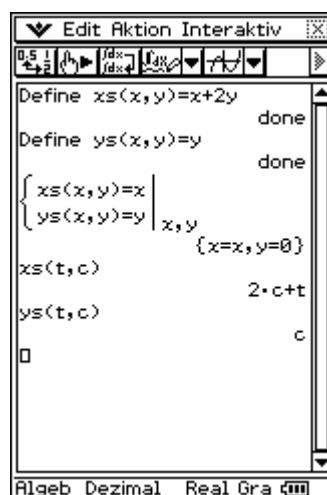 Edit Aktion Interaktiv
Define xs(x,y)=x+2y
done
Define ys(x,y)=y
done
{xs(x,y)=x
ys(x,y)=y|x,y
{x=x,y=0}
xs(t,c)
2·c+t
ys(t,c)
c
Algeb Dezimal Real Gra